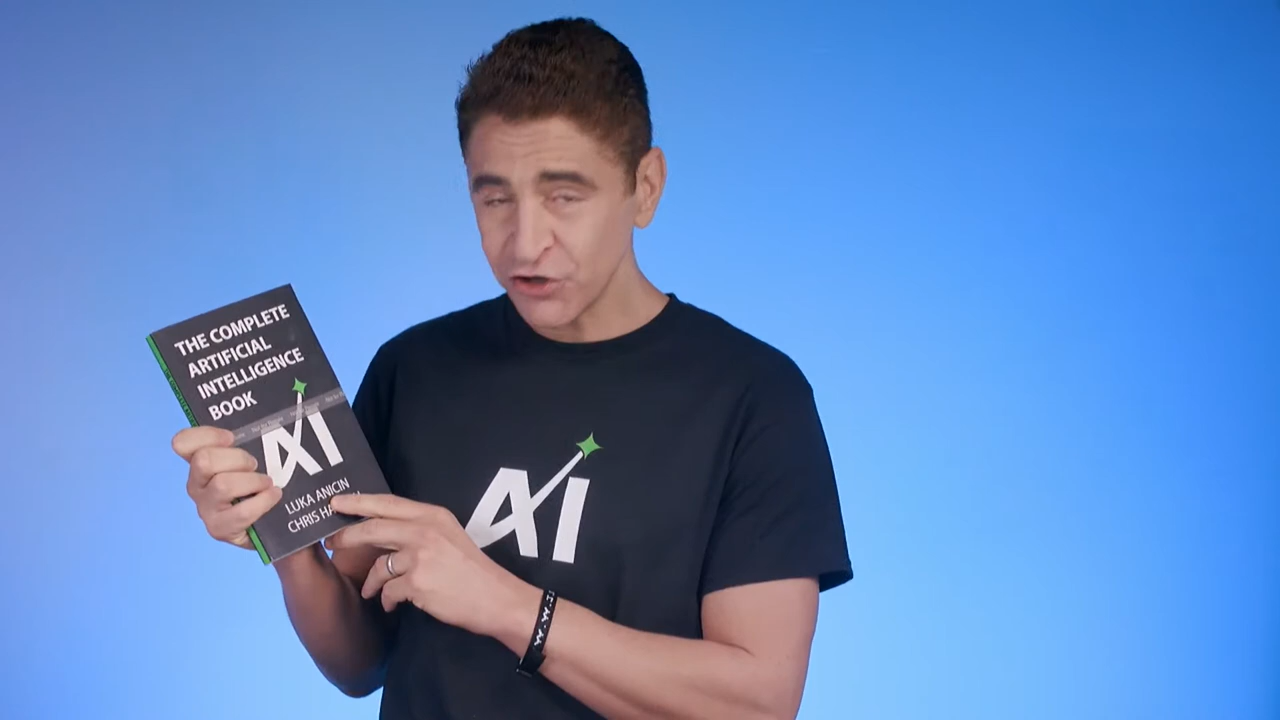 THE COMPLETE
ARTIFICIAL
INTELLIGENCE
BOOK
AI
LUKA ANICIN
CHRIS
AI